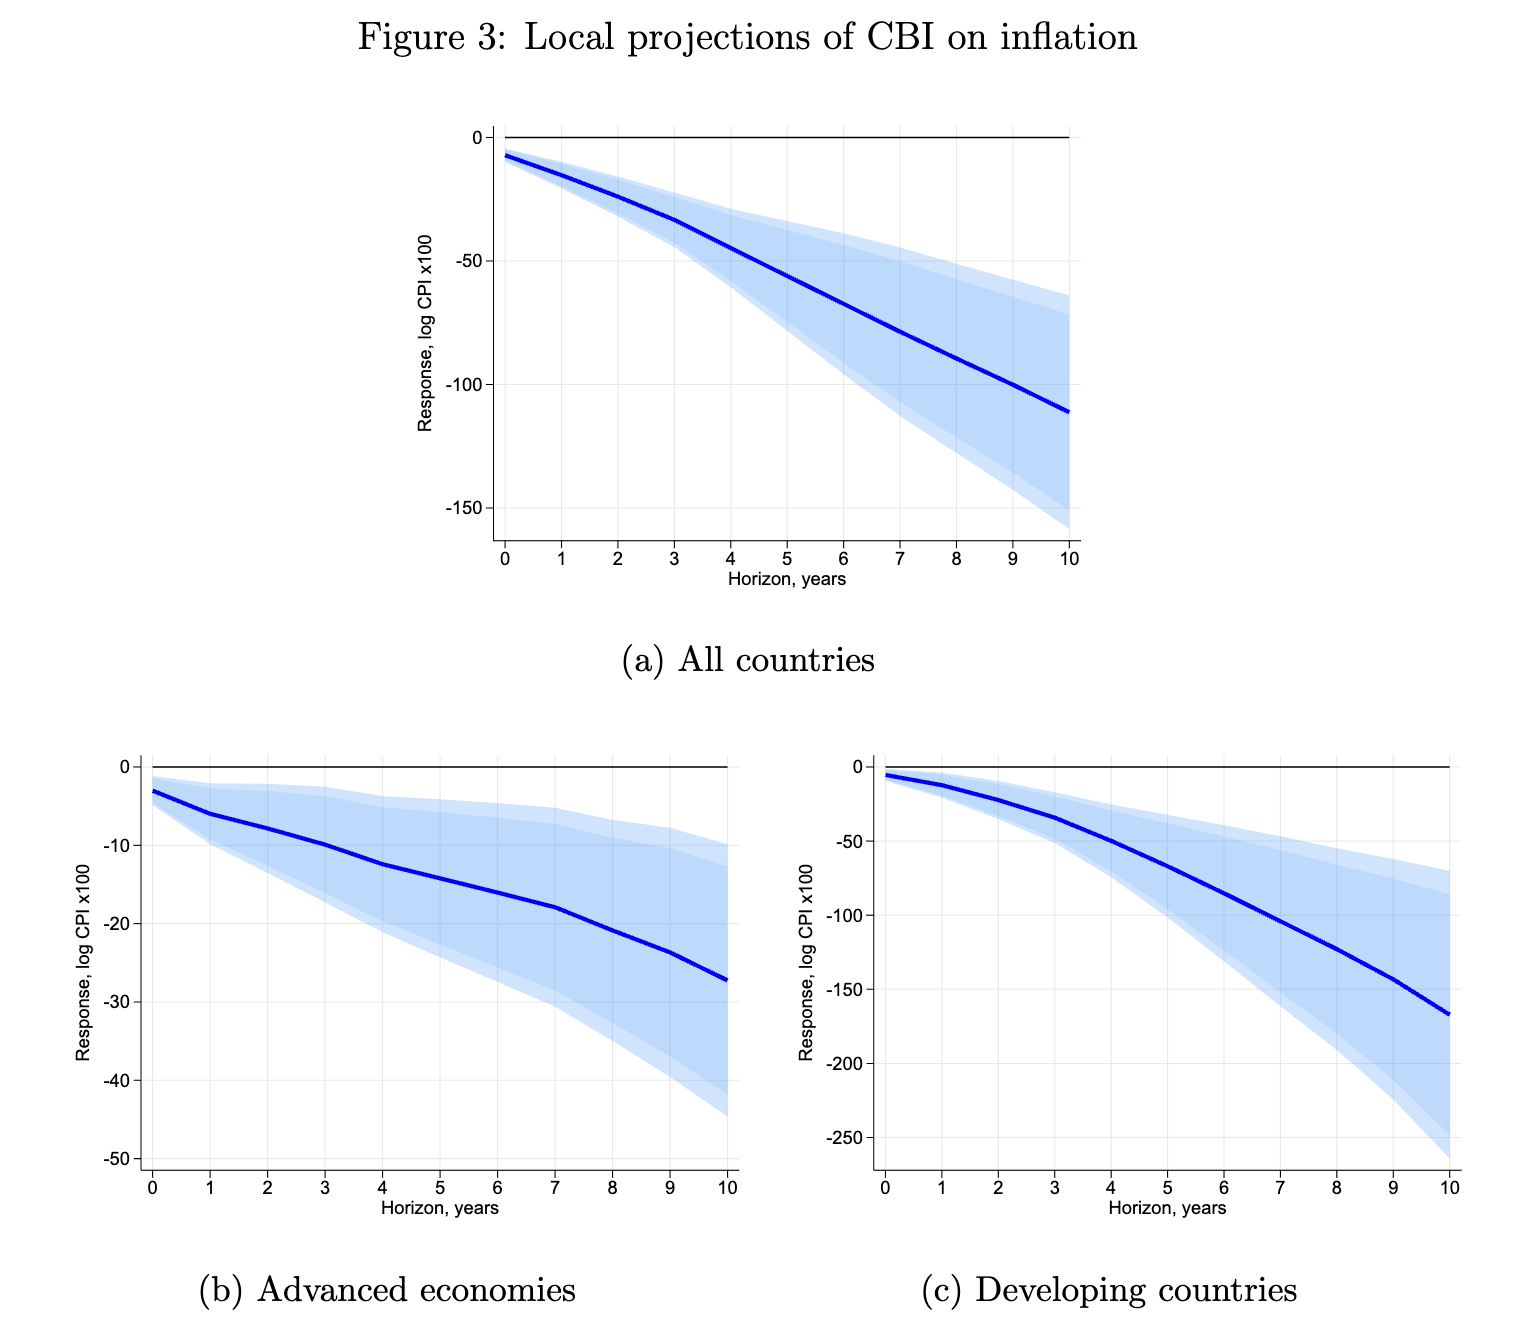 Figure 3: Local projections of CBI on inflation
0
-50
-100
-150
Response, log CPI x100
0 1 2 3 4 5 6 7 8 9 10
Horizon, years
(a) All countries
0
-10
-20
-30
-40
-50
Response, log CPI x100
0 1 2 3 4 5 6 7 8 9 10
Horizon, years
(b) Advanced economies
0
-50
-100
-150
-200
-250
Response, log CPI x100
0 1 2 3 4 5 6 7 8 9 10
Horizon, years
(c) Developing countries